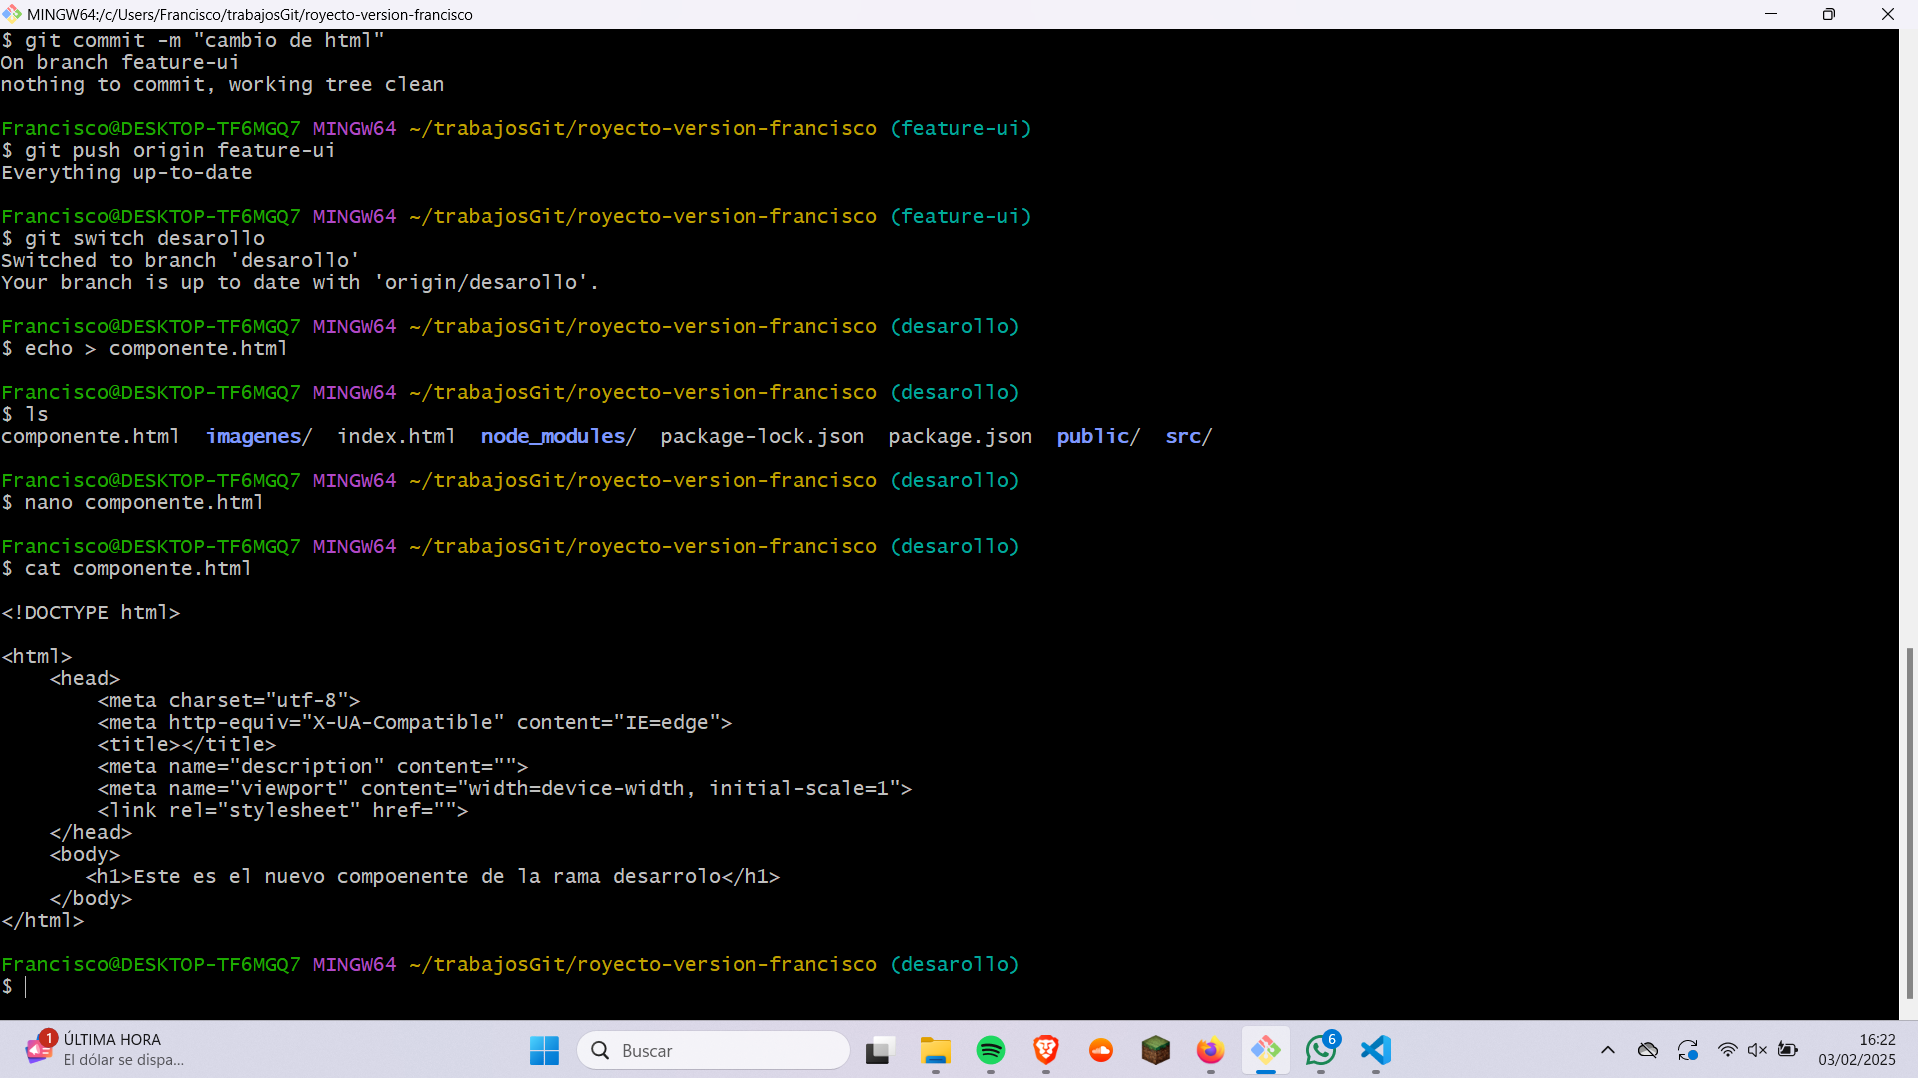 MINGW64:/c/Users/Francisco/trabajosGit/royecto-version-francisco
$ git commit -m "cambio de html"
On branch feature-ui
nothing to commit, working tree clean
Francisco@DESKTOP-TF6MGQ7 MINGW64 ~/trabajosGit/royecto-version-francisco (feature-ui)
$ git push origin feature-ui
Everything up-to-date
Francisco@DESKTOP-TF6MGQ7 MINGW64 ~/trabajosGit/royecto-version-francisco (feature-ui)
$ git switch desarollo
Switched to branch 'desarollo'
Your branch is up to date with 'origin/desarollo'.
Francisco@DESKTOP-TF6MGQ7 MINGW64 ~/trabajosGit/royecto-version-francisco (desarollo)
$ echo > componente.html
Francisco@DESKTOP-TF6MGQ7 MINGW64 ~/trabajosGit/royecto-version-francisco (desarollo)
$ ls
componente.html  imagenes/  index.html  node_modules/  package-lock.json  package.json  public/  src/
Francisco@DESKTOP-TF6MGQ7 MINGW64 ~/trabajosGit/royecto-version-francisco (desarollo)
$ nano componente.html
Francisco@DESKTOP-TF6MGQ7 MINGW64 ~/trabajosGit/royecto-version-francisco (desarollo)
$ cat componente.html
<!DOCTYPE html>
<html>
    <head>
        <meta charset="utf-8">
        <meta http-equiv="X-UA-Compatible" content="IE=edge">
        <title></title>
        <meta name="description" content="">
        <meta name="viewport" content="width=device-width, initial-scale=1">
        <link rel="stylesheet" href="">
    </head>
    <body>
       <h1>Este es el nuevo compoenente de la rama desarrolo</h1>
    </body>
</html>
Francisco@DESKTOP-TF6MGQ7 MINGW64 ~/trabajosGit/royecto-version-francisco (desarollo)
$
1
ÚLTIMA HORA
El dólar se dispa...
Buscar
6
16:22
03/02/2025